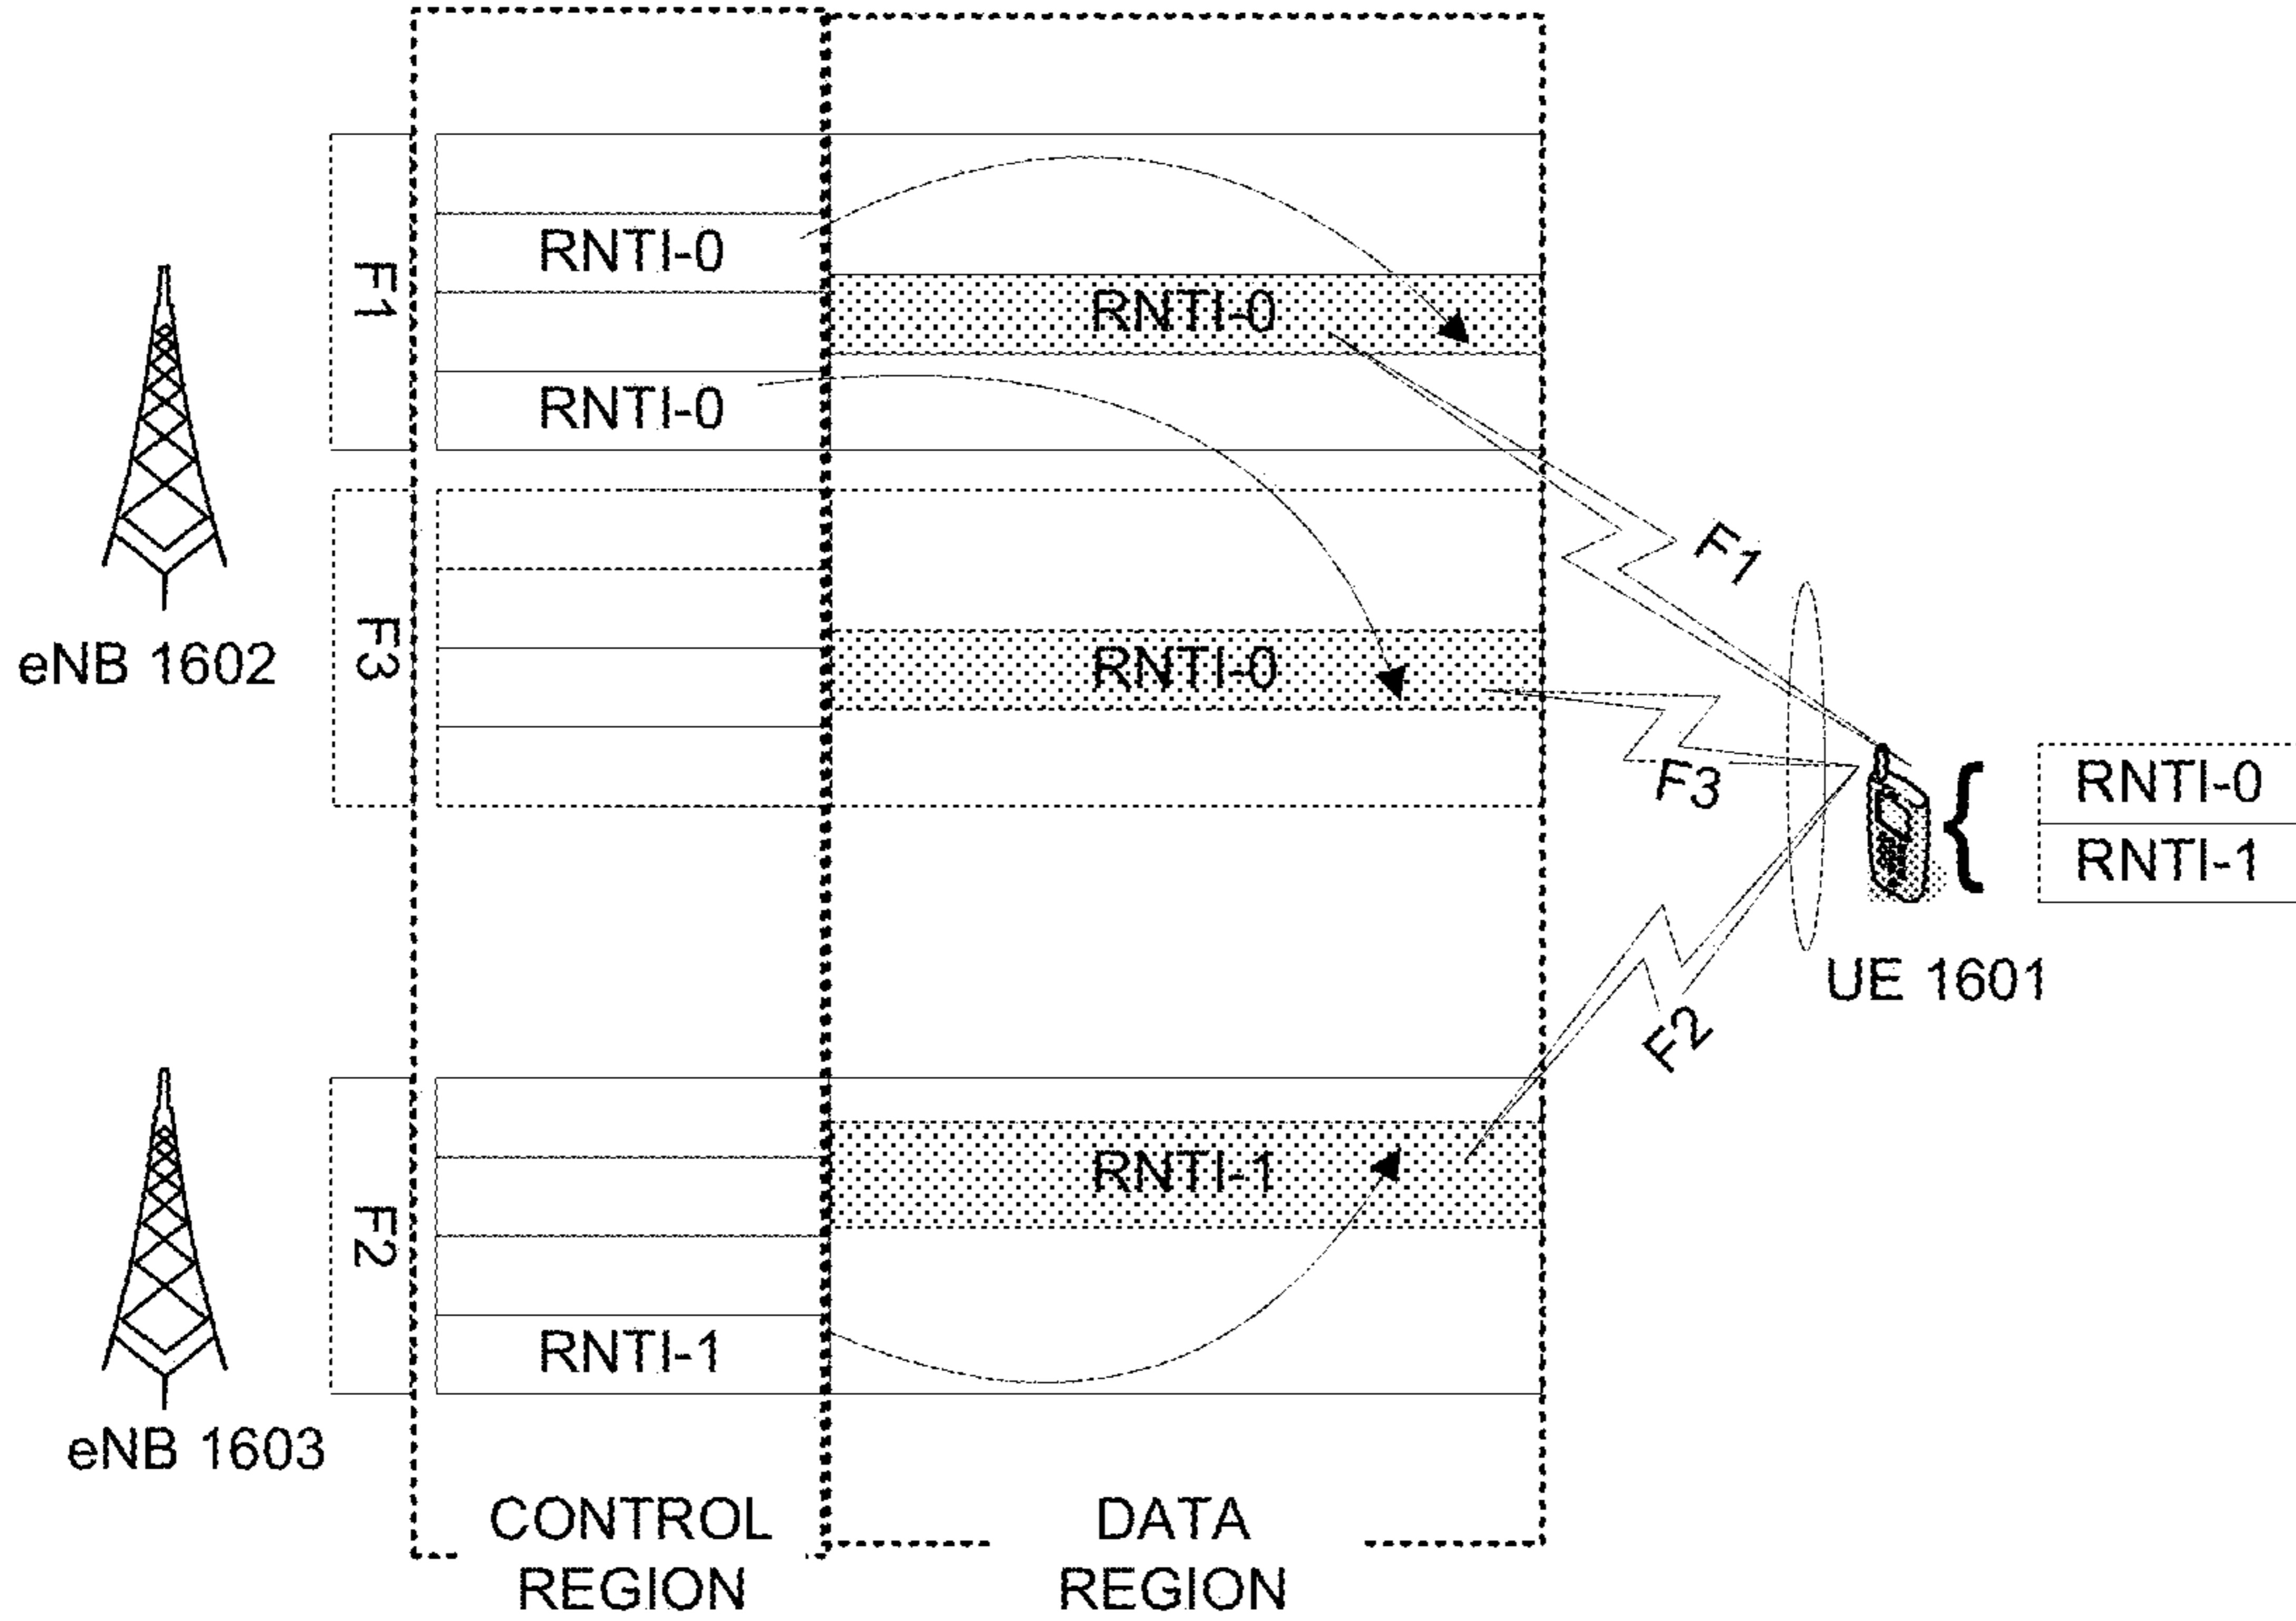 F1
RNTI-0
RNTI-0
RNTI-0
eNB 1602
F3
RNTI-0
F1
F3
RNTI-0
RNTI-1
UE 1601
F2
F2
RNTI-1
RNTI-1
eNB 1603
CONTROL
REGION
DATA
REGION